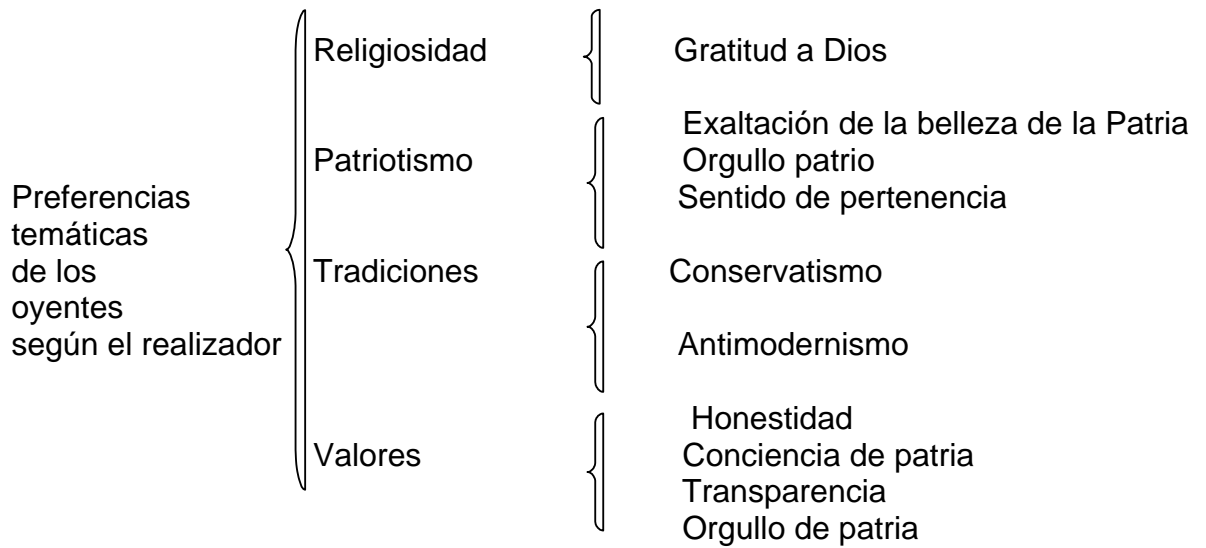 Preferencias
temáticas
de los
oyentes
según el realizador
Religiosidad
Gratitud a Dios
Patriotismo
Exaltación de la belleza de la Patria
Orgullo patrio
Sentido de pertenencia
Tradiciones
Conservatismo
Antimodernismo
Valores
Honestidad
Conciencia de patria
Transparencia
Orgullo de patria